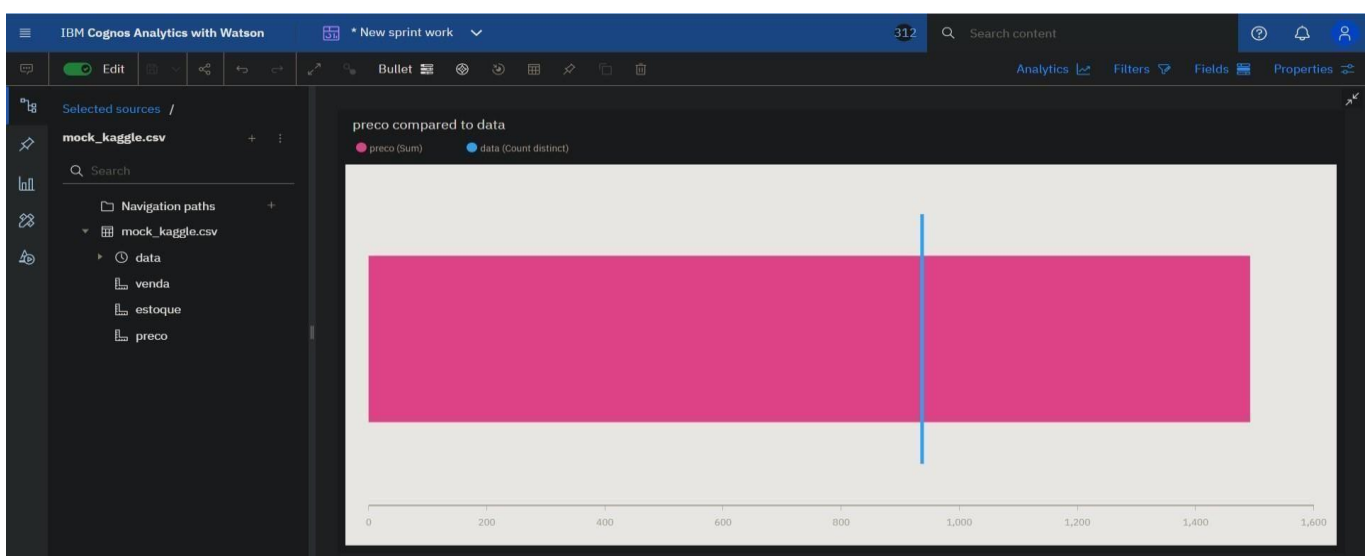 IBM Cognos Analytics with Watson
* New sprint work
312
Search content
Edit
Bullet
Analytics
Filters
Fields
Properties
Selected sources /
mock_kaggle.csv
Search
Navigation paths
mock_kaggle.csv
data
venda
estoque
preco
preco compared to data
preco (Sum) data (Count distinct)
0 200 400 600 800 1,000 1,200 1,400 1,600